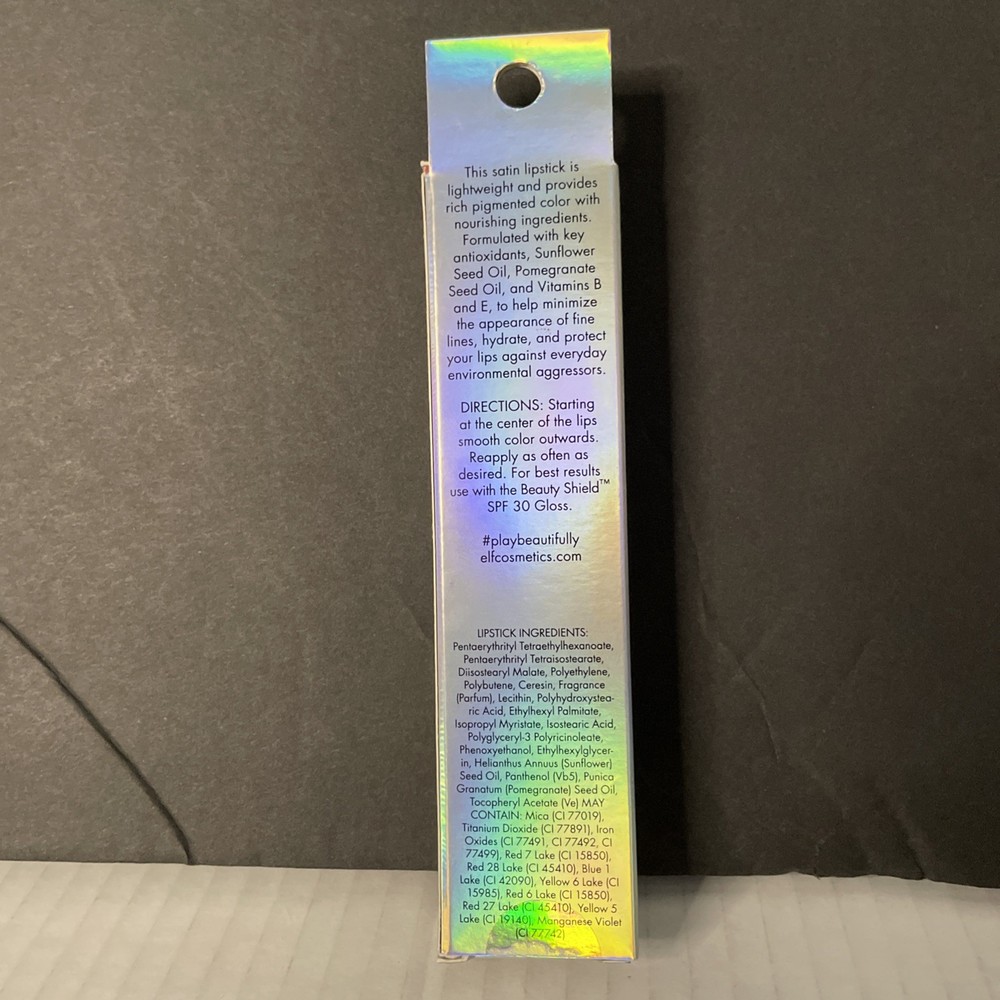 This satin lipstick is
lightweight and provides
rich pigmented color with
nourishing ingredients.
Formulated with key
antioxidants, Sunflower
Seed Oil, Pomegranate
Seed Oil, and Vitamins B
and E, to help minimize
the appearance of fine
lines, hydrate, and protect
your lips against everyday
environmental aggressors.
DIRECTIONS: Starting
at the center of the lips
smooth color outwards.
Reapply as often as
desired. For best results
use with the Beauty Shield™
SPF 30 Gloss.
#playbeautifully
elfcosmetics.com
LIPSTICK INGREDIENTS:
Pentaerythrityl Tetraethylhexanoate,
Pentaerythrityl Tetraisostearate,
Diisostearyl Malate, Polyethylene,
Polybutene, Ceresin, Fragrance
(Parfum), Lecithin, Polyhydroxystea-
ric Acid, Ethylhexyl Palmitate,
Isopropyl Myristate, Isostearic Acid,
Polyglyceryl-3 Polyricinoleate,
Phenoxyethanol, Ethylhexylglycer-
in, Helianthus Annuus (Sunflower)
Seed Oil, Panthenol (Vb5), Punica
Granatum (Pomegranate) Seed Oil,
Tocopheryl Acetate (Ve) MAY
CONTAIN: Mica (CI 77019),
Titanium Dioxide (CI 77891), Iron
Oxides (CI 77491, CI 77492, CI
77499), Red 7 Lake (CI 15850),
Red 28 Lake (CI 45410), Blue 1
Lake (CI 42090), Yellow 6 Lake (CI
15985), Red 6 Lake (CI 15850),
Red 27 Lake (CI 45410), Yellow 5
Lake (CI 19140), Manganese Violet
(CI 77742)